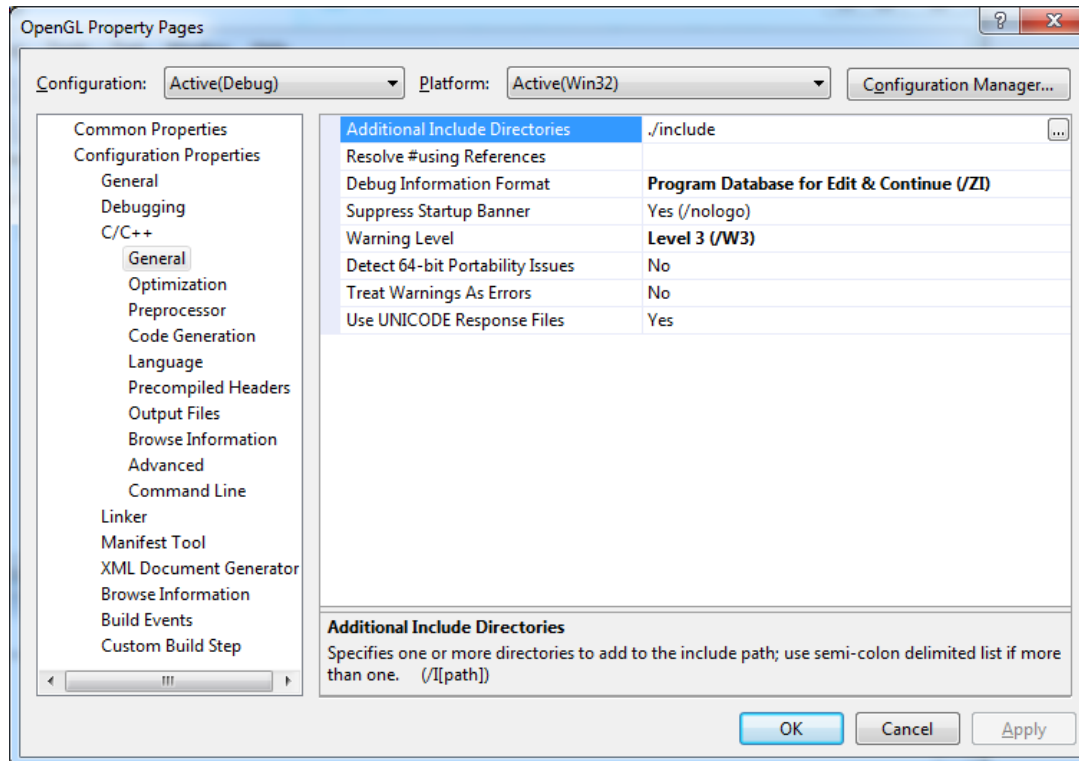 OpenGL Property Pages
Configuration: Active(Debug) Platform: Active(Win32) Configuration Manager...
Common Properties
Configuration Properties
General
Debugging
C/C++
General
Optimization
Preprocessor
Code Generation
Language
Precompiled Headers
Output Files
Browse Information
Advanced
Command Line
Linker
Manifest Tool
XML Document Generator
Browse Information
Build Events
Custom Build Step
Additional Include Directories ./include ...
Resolve #using References
Debug Information Format Program Database for Edit & Continue (/ZI)
Suppress Startup Banner Yes (/nologo)
Warning Level Level 3 (/W3)
Detect 64-bit Portability Issues No
Treat Warnings As Errors No
Use UNICODE Response Files Yes
Additional Include Directories
Specifies one or more directories to add to the include path; use semi-colon delimited list if more
than one. (/I[path])
OK Cancel Apply